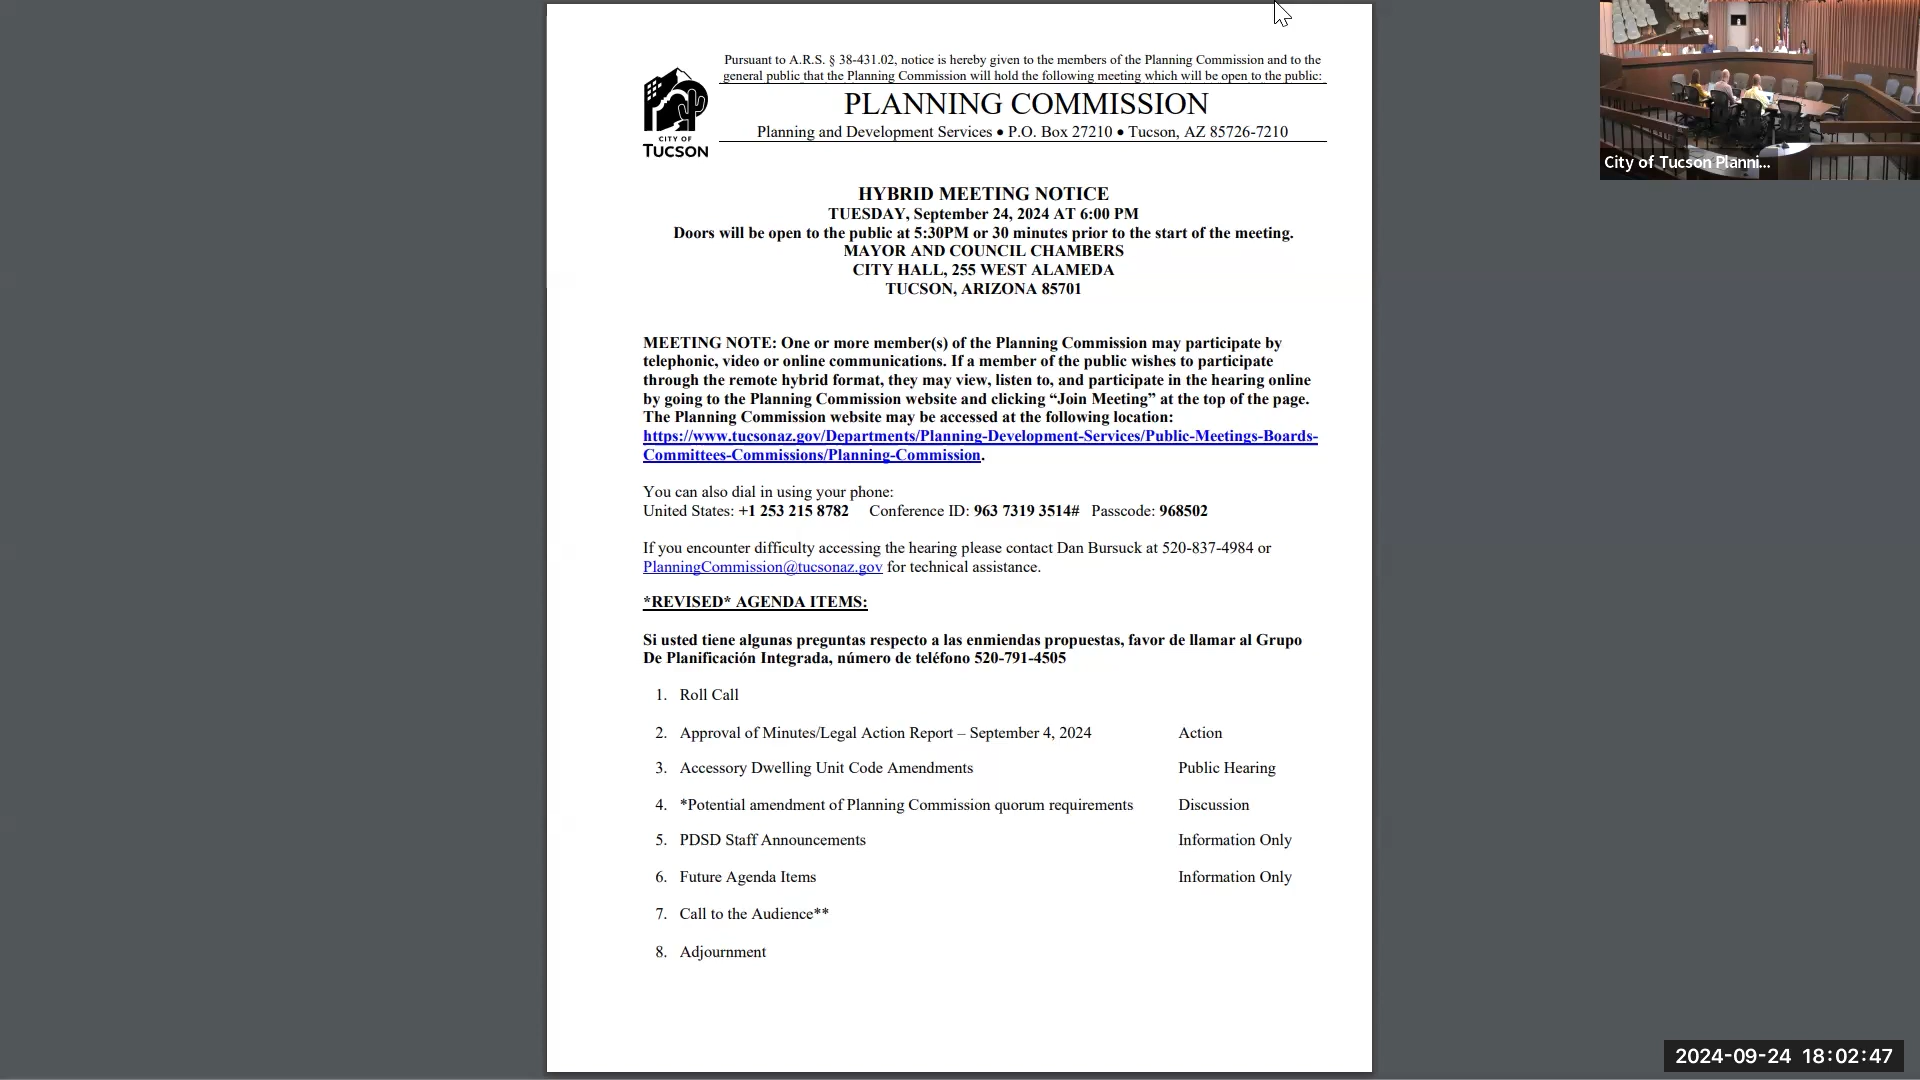 Pursuant to A.R.S. § 38-431.02, notice is hereby given to the members of the Planning Commission and to the
general public that the Planning Commission will hold the following meeting which will be open to the public:
PLANNING COMMISSION
Planning and Development Services ● P.O. Box 27210 ● Tucson, AZ 85726-7210
CITY OF
TUCSON
City of Tucson Planni...
HYBRID MEETING NOTICE
TUESDAY, September 24, 2024 AT 6:00 PM
Doors will be open to the public at 5:30PM or 30 minutes prior to the start of the meeting.
MAYOR AND COUNCIL CHAMBERS
CITY HALL, 255 WEST ALAMEDA
TUCSON, ARIZONA 85701
MEETING NOTE: One or more member(s) of the Planning Commission may participate by
telephonic, video or online communications. If a member of the public wishes to participate
through the remote hybrid format, they may view, listen to, and participate in the hearing online
by going to the Planning Commission website and clicking “Join Meeting” at the top of the page.
The Planning Commission website may be accessed at the following location:
https://www.tucsonaz.gov/Departments/Planning-Development-Services/Public-Meetings-Boards-
Committees-Commissions/Planning-Commission.
You can also dial in using your phone:
United States: +1 253 215 8782 Conference ID: 963 7319 3514# Passcode: 968502
If you encounter difficulty accessing the hearing please contact Dan Bursuck at 520-837-4984 or
PlanningCommission@tucsonaz.gov for technical assistance.
*REVISED* AGENDA ITEMS:
Si usted tiene algunas preguntas respecto a las enmiendas propuestas, favor de llamar al Grupo
De Planificación Integrada, número de teléfono 520-791-4505
1. Roll Call
2. Approval of Minutes/Legal Action Report – September 4, 2024 Action
3. Accessory Dwelling Unit Code Amendments Public Hearing
4. *Potential amendment of Planning Commission quorum requirements Discussion
5. PDSD Staff Announcements Information Only
6. Future Agenda Items Information Only
7. Call to the Audience**
8. Adjournment
2024-09-24 18:02:47